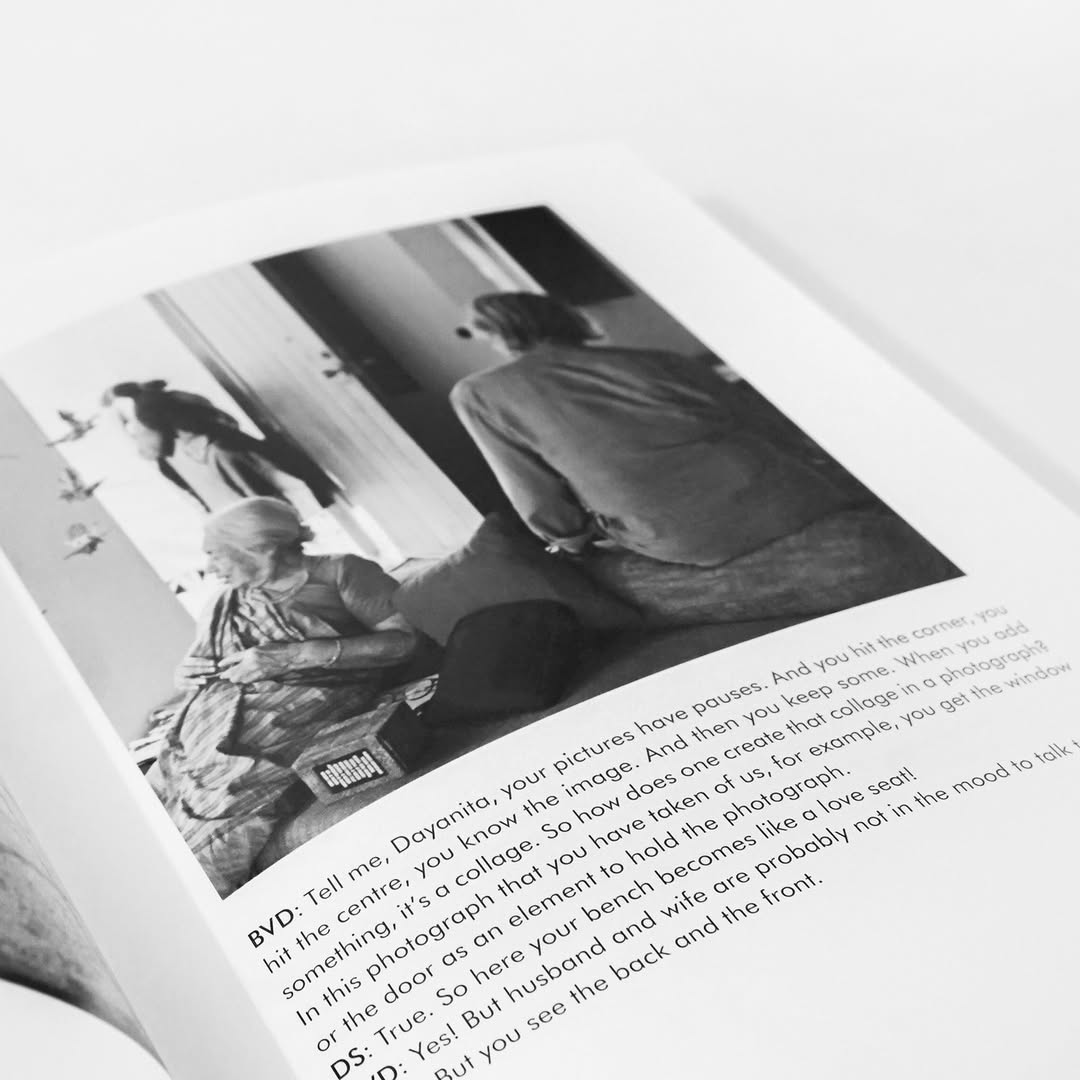 BVD: Tell me, Dayanita, your pictures have pauses. And you hit the corner, you
hit the centre, you know the image. And then you keep some. When you add
something, it's a collage. So how does one create that collage in a photograph?
In this photograph that you have taken of us, for example, you get the window
or the door as an element to hold the photograph.
DS: True. So here your bench becomes like a love seat!
VD: Yes! But husband and wife are probably not in the mood to talk
But you see the back and the front.